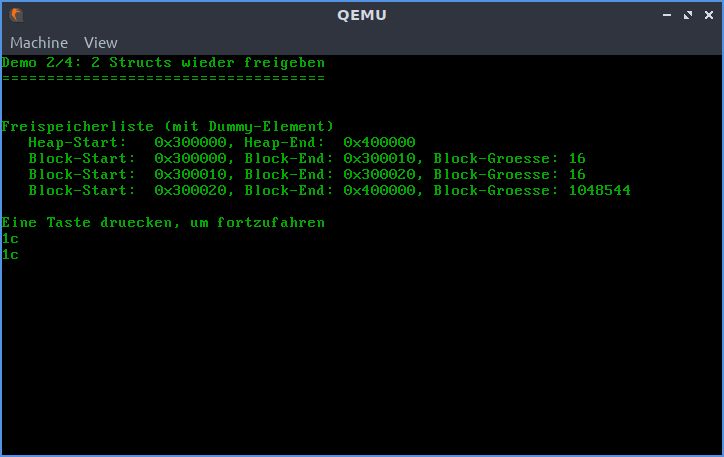 QEMU
Machine View
Demo 2/4: 2 Structs wieder freigeben
====================================
Freispeicherliste (mit Dummy-Element)
Heap-Start: 0x300000, Heap-End: 0x400000
Block-Start: 0x300000, Block-End: 0x300010, Block-Groesse: 16
Block-Start: 0x300010, Block-End: 0x300020, Block-Groesse: 16
Block-Start: 0x300020, Block-End: 0x400000, Block-Groesse: 1048544
Eine Taste druecken, um fortzufahren
1c
1c